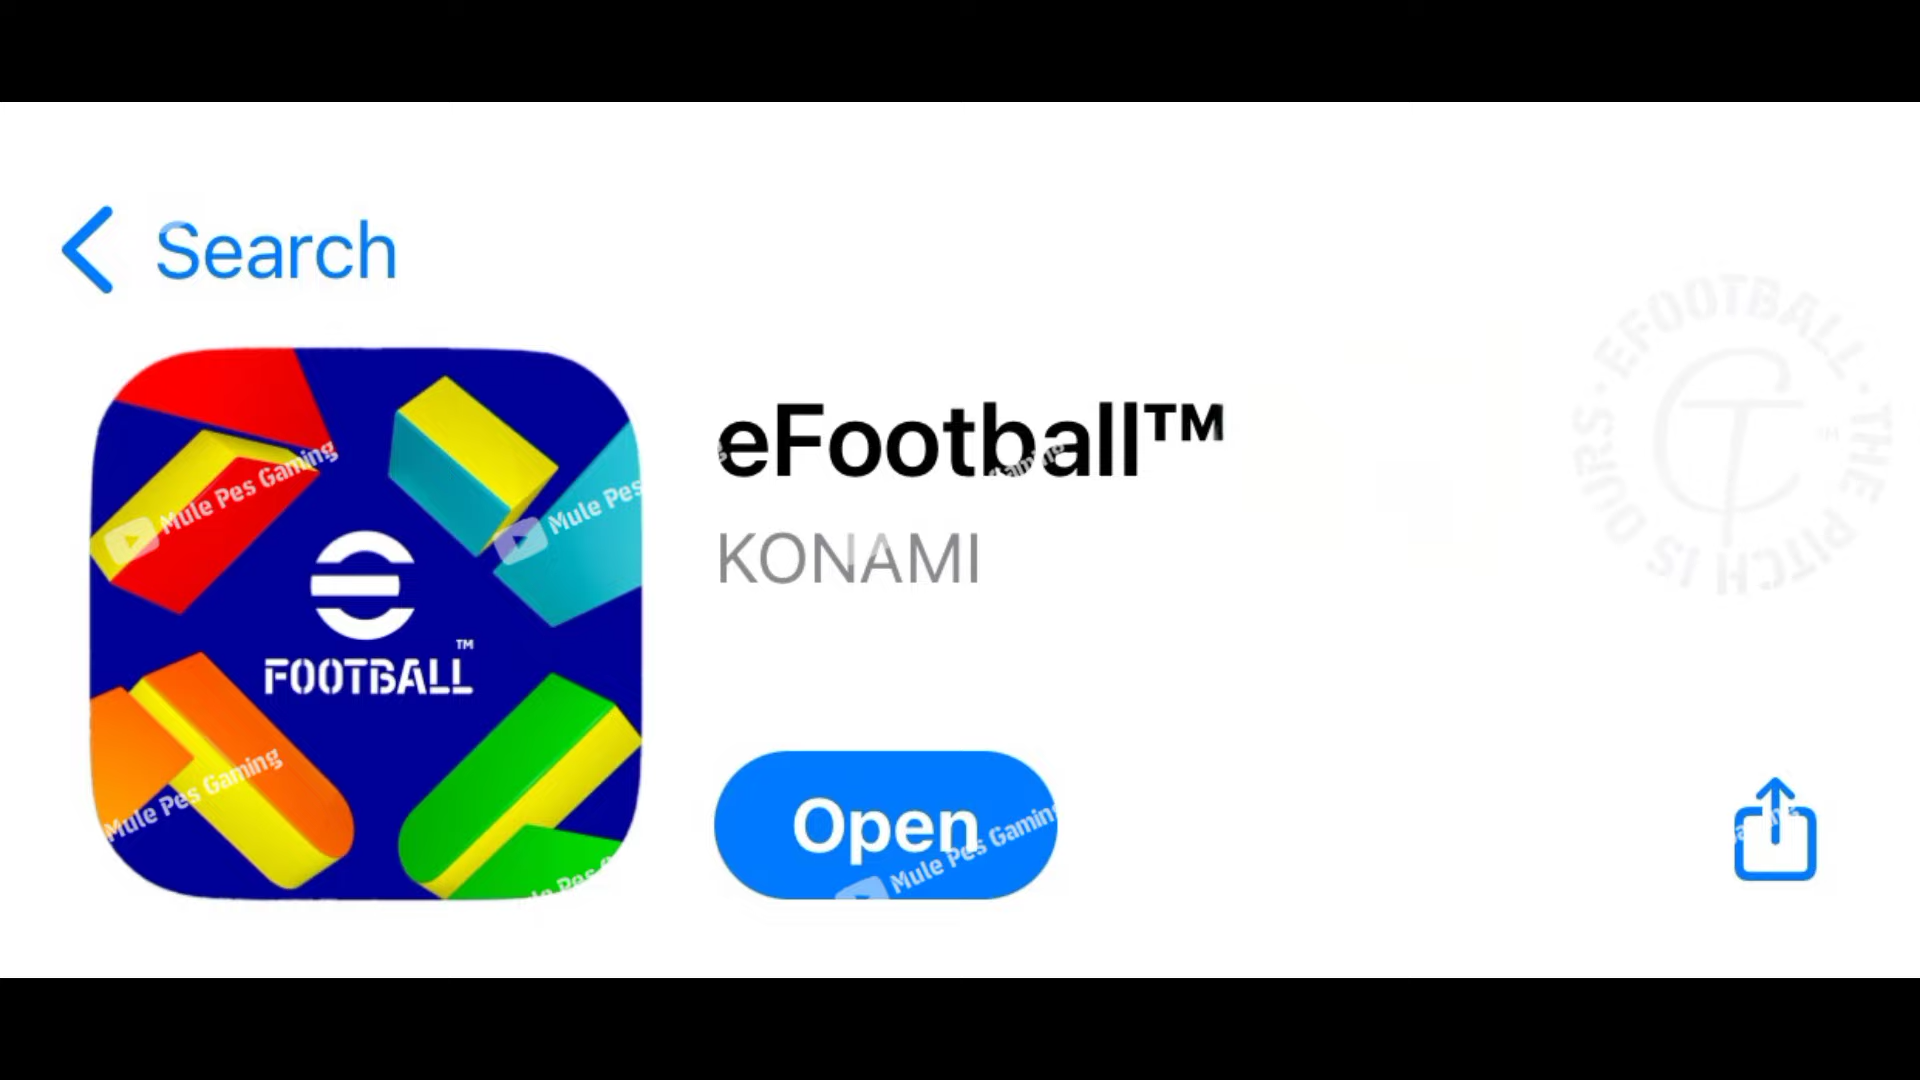 Search
eFootball™
KONAMI
FOOTBALL™
Mule Pes Gaming
Mule Pes
Mule Pes Gaming
Open
Mule Pes Gaming
EFOOTBALL · THE PITCH IS OURS ·